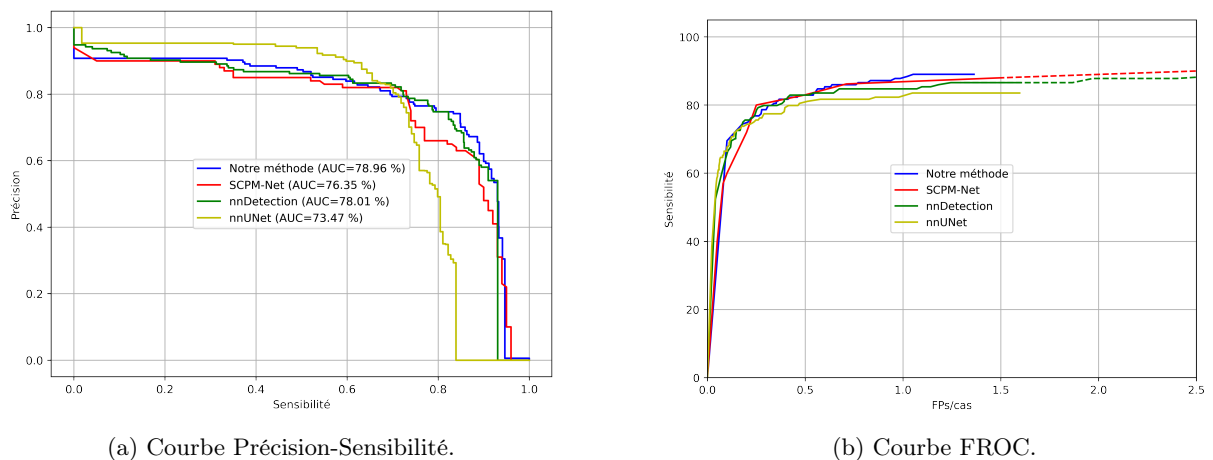 1.0
0.8
0.6
0.4
0.2
0.0
Précision
0.0 0.2 0.4 0.6 0.8 1.0
Sensibilité
Notre méthode (AUC=78.96 %)
SCPM-Net (AUC=76.35 %)
nnDetection (AUC=78.01 %)
nnUNet (AUC=73.47 %)
(a) Courbe Précision-Sensibilité.
100
80
60
40
20
0
Sensibilité
0.0 0.5 1.0 1.5 2.0 2.5
FPs/cas
Notre méthode
SCPM-Net
nnDetection
nnUNet
(b) Courbe FROC.